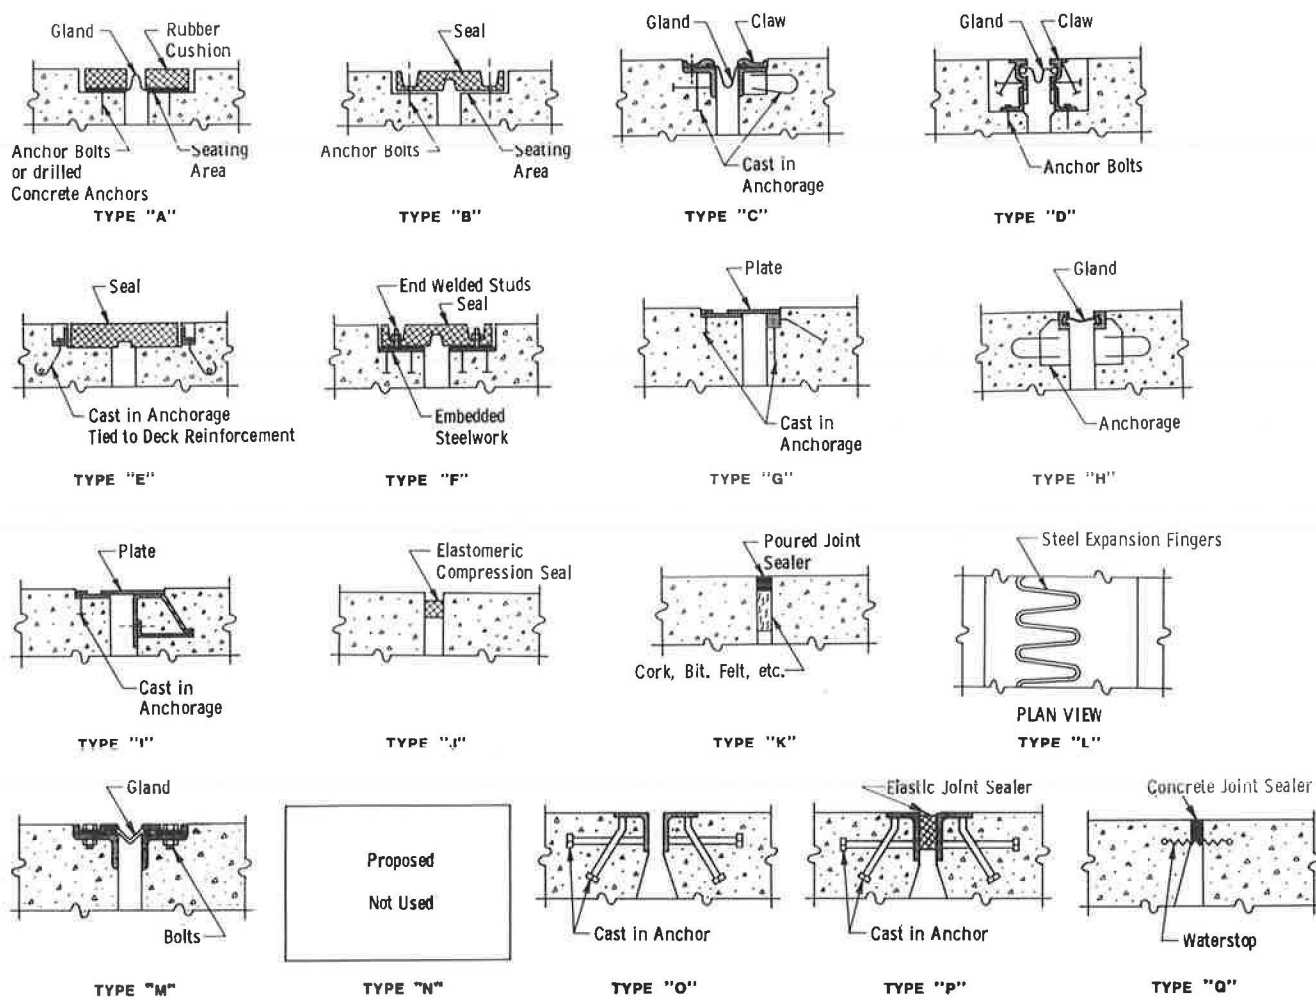 Gland
Rubber
Cushion
Anchor Bolts
or drilled
Concrete Anchors
Seating
Area
TYPE "A"
Seal
Anchor Bolts
Seating
Area
TYPE "B"
Gland
Claw
Cast in
Anchorage
TYPE "C"
Gland
Claw
Anchor Bolts
TYPE "D"
Seal
Cast in Anchorage
Tied to Deck Reinforcement
TYPE "E"
End Welded Studs
Seal
Embedded
Steelwork
TYPE "F"
Plate
Cast in
Anchorage
TYPE "G"
Gland
Anchorage
TYPE "H"
Plate
Cast in
Anchorage
TYPE "I"
Elastomeric
Compression Seal
TYPE "J"
Poured Joint
Sealer
Cork, Bit. Felt, etc.
TYPE "K"
Steel Expansion Fingers
PLAN VIEW
TYPE "L"
Gland
Bolts
TYPE "M"
Proposed
Not Used
TYPE "N"
Cast in Anchor
TYPE "O"
Elastic Joint Sealer
Cast in Anchor
TYPE "P"
Concrete Joint Sealer
Waterstop
TYPE "Q"